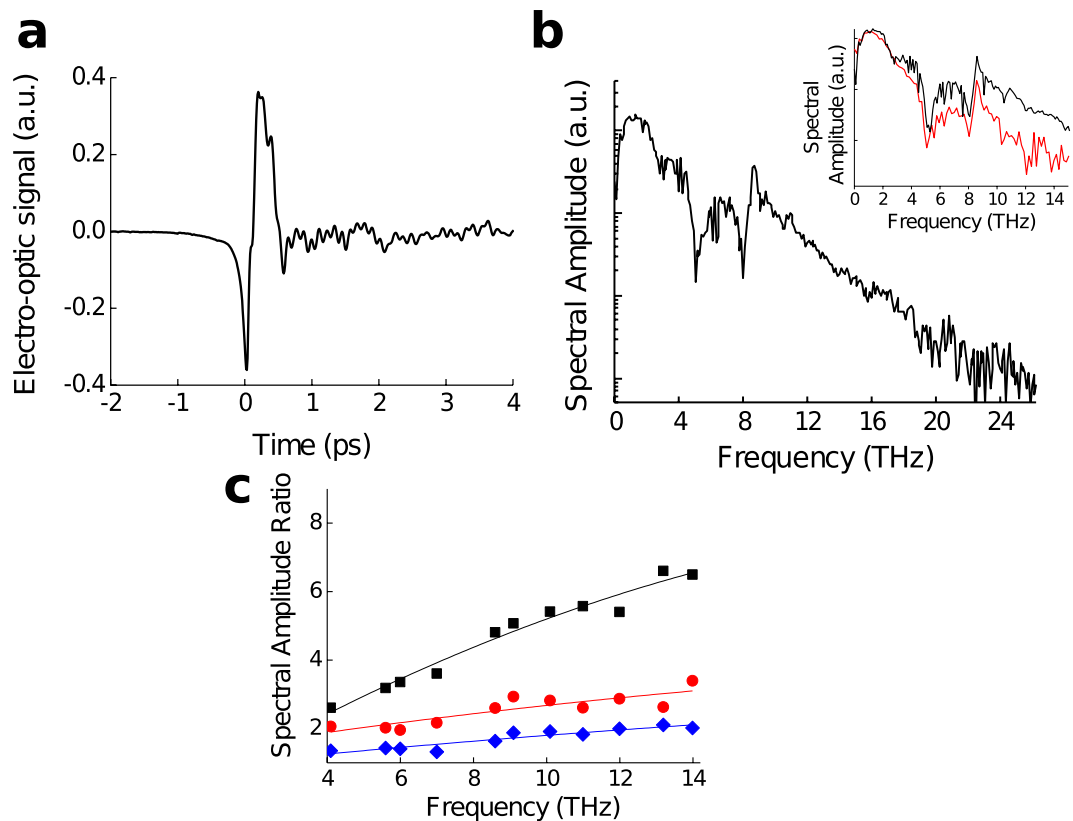 a
Electro-optic signal (a.u.)
0.4
0.2
0.0
-0.2
-0.4
-2 -1 0 1 2 3 4
Time (ps)
b
Spectral Amplitude (a.u.)
0 4 8 12 16 20 24
Frequency (THz)
Spectral
Amplitude (a.u.)
0 2 4 6 8 10 12 14
Frequency (THz)
c
Spectral Amplitude Ratio
8
6
4
2
4 6 8 10 12 14
Frequency (THz)